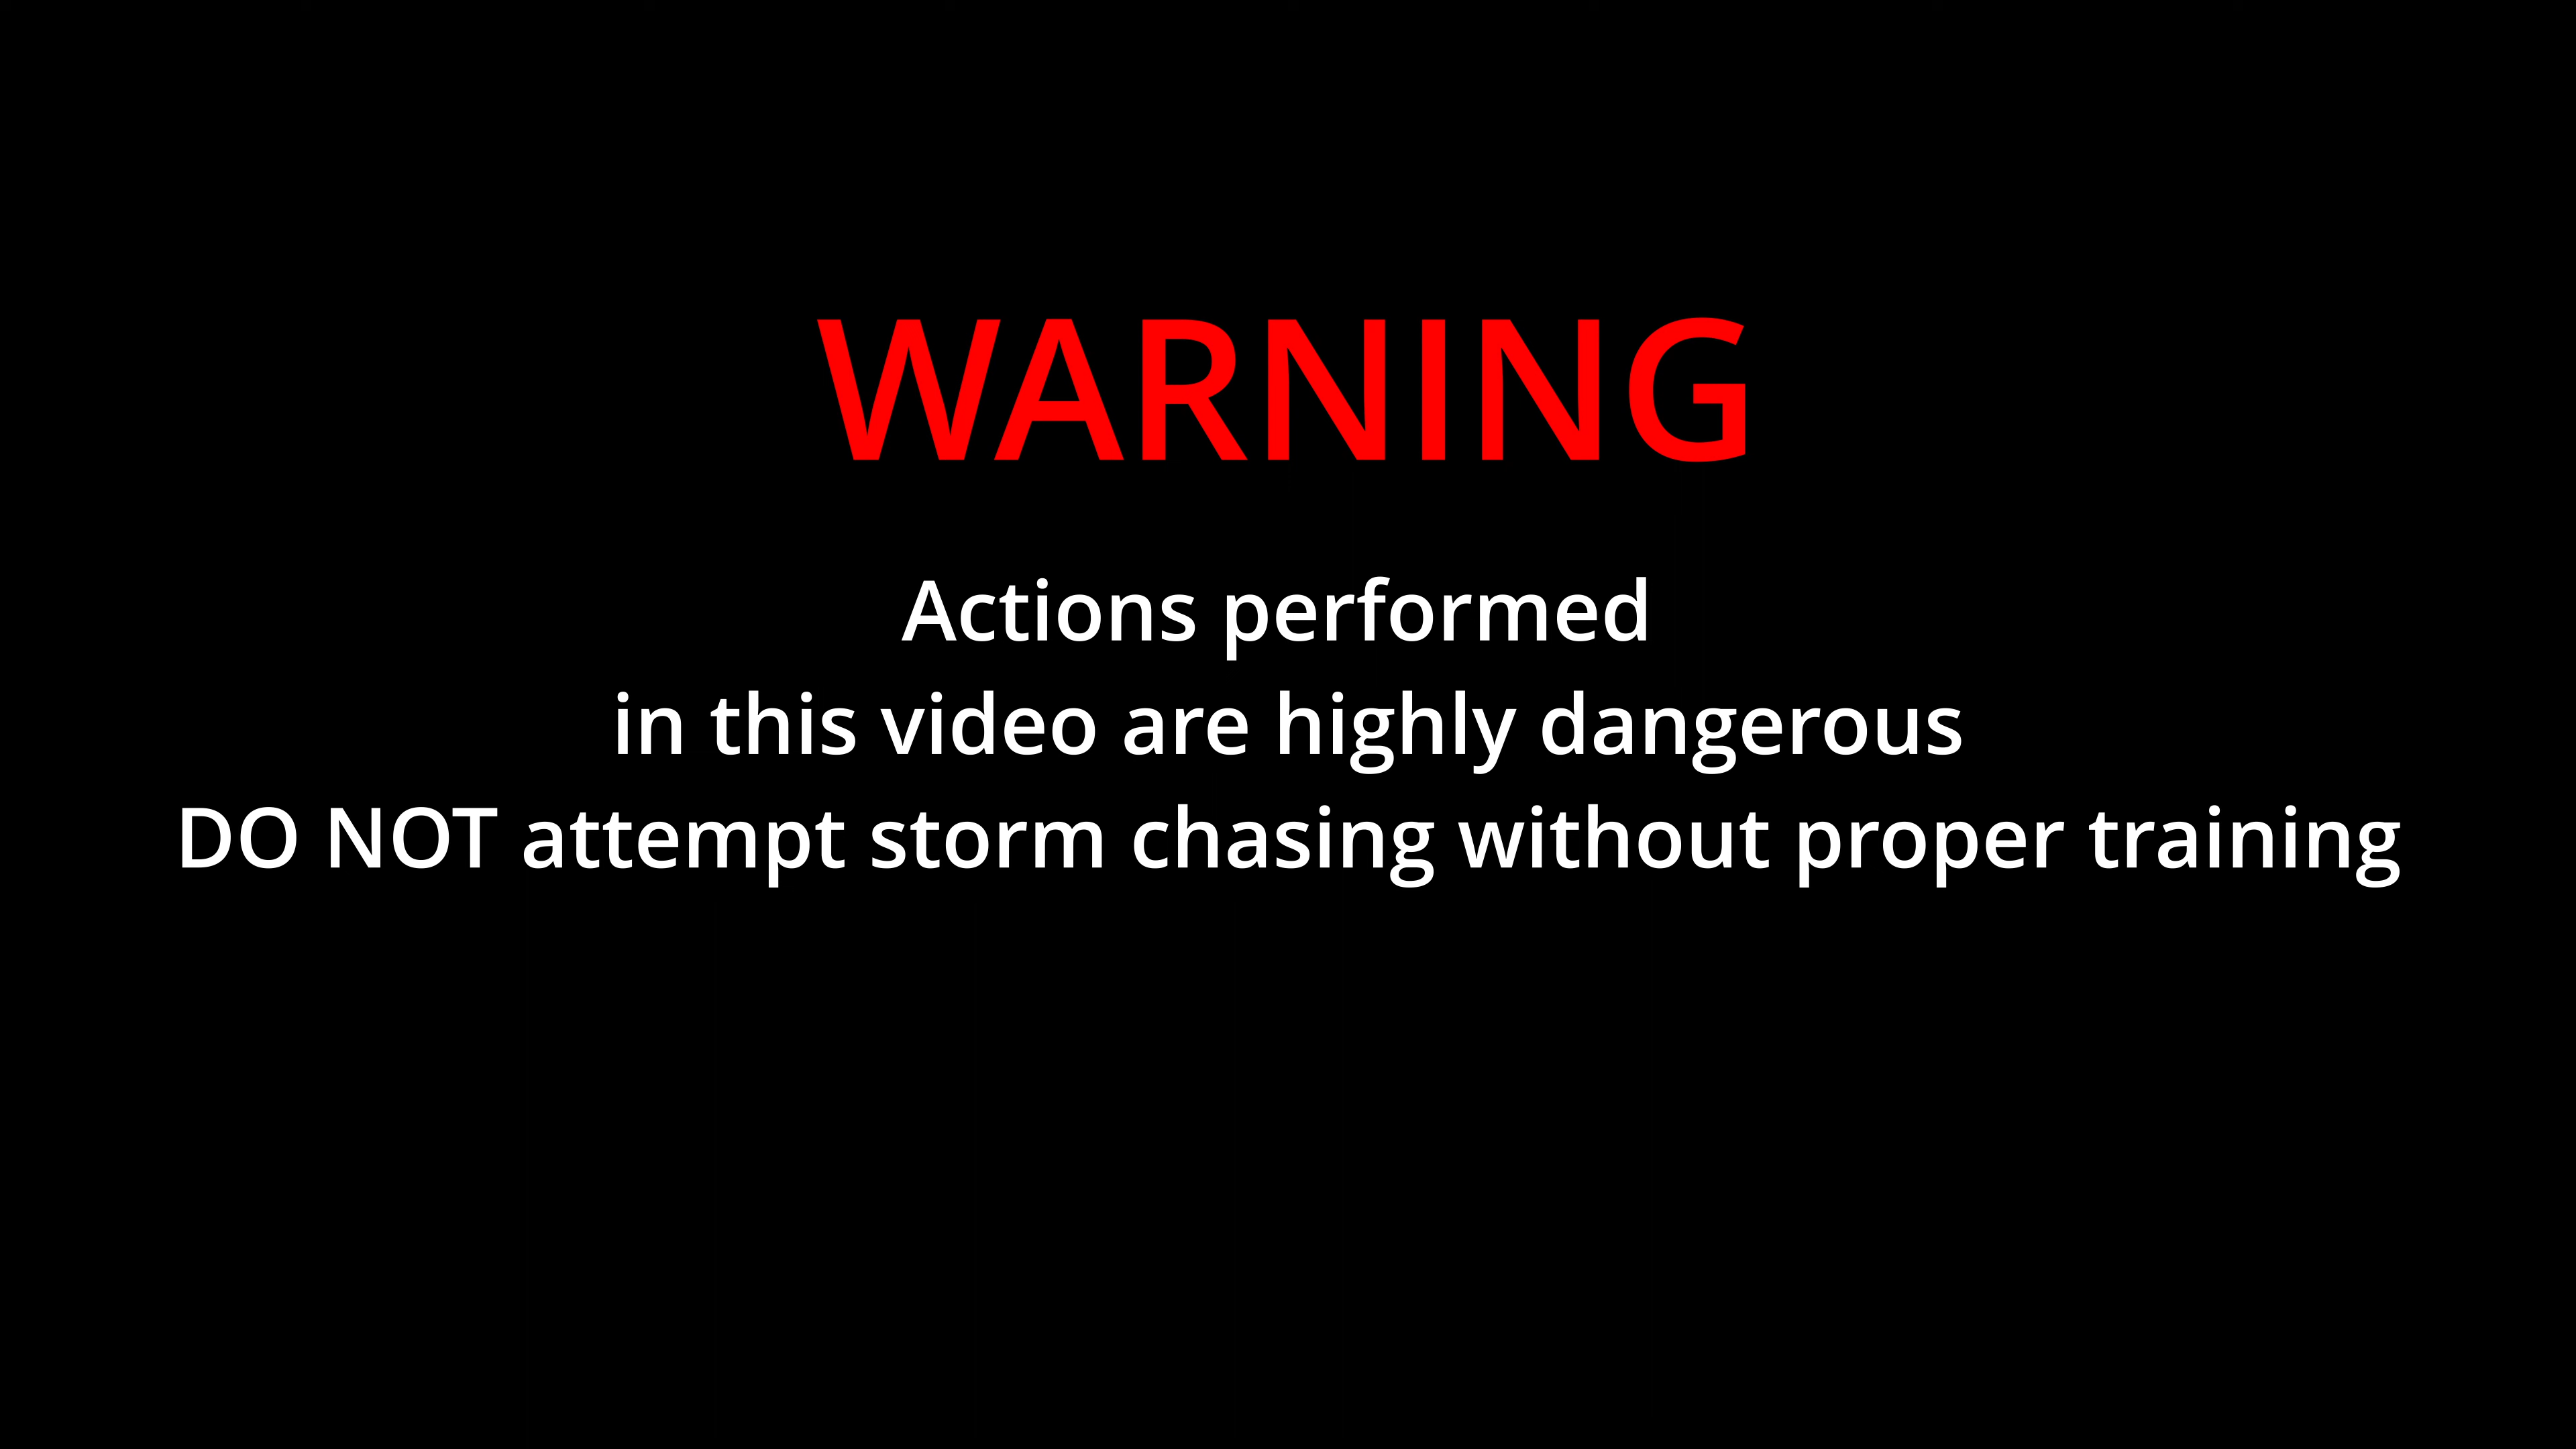 WARNING
Actions performed
in this video are highly dangerous
DO NOT attempt storm chasing without proper training